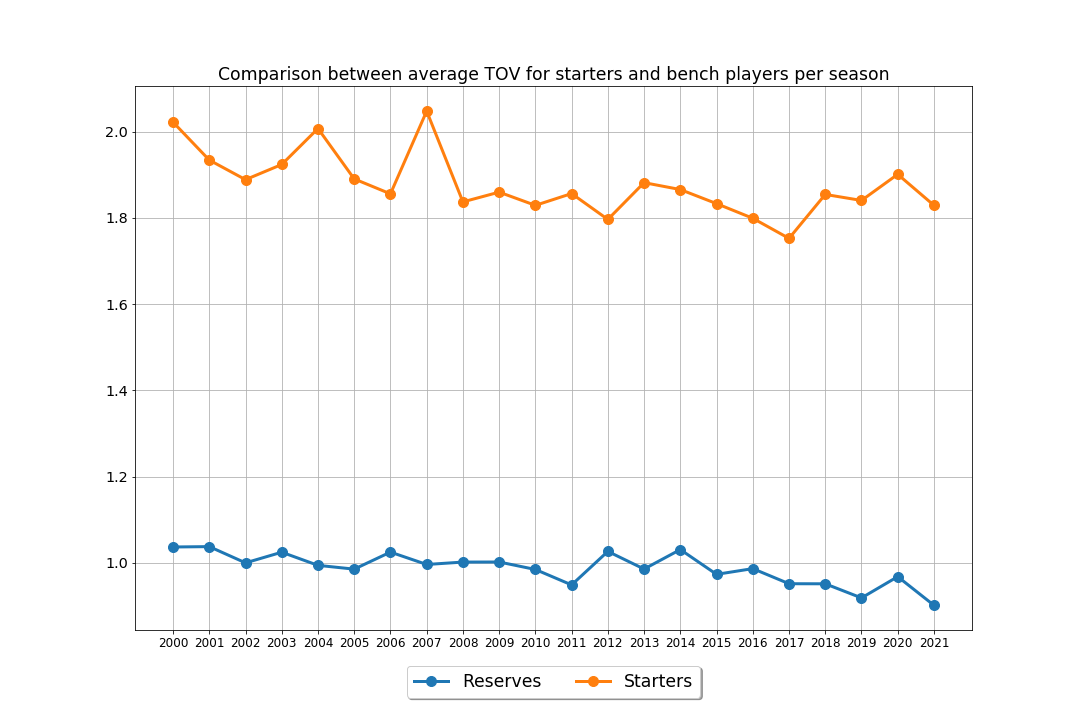 Comparison between average TOV for starters and bench players per season
2.0
1.8
1.6
1.4
1.2
1.0
2000 2001 2002 2003 2004 2005 2006 2007 2008 2009 2010 2011 2012 2013 2014 2015 2016 2017 2018 2019 2020 2021
Reserves Starters